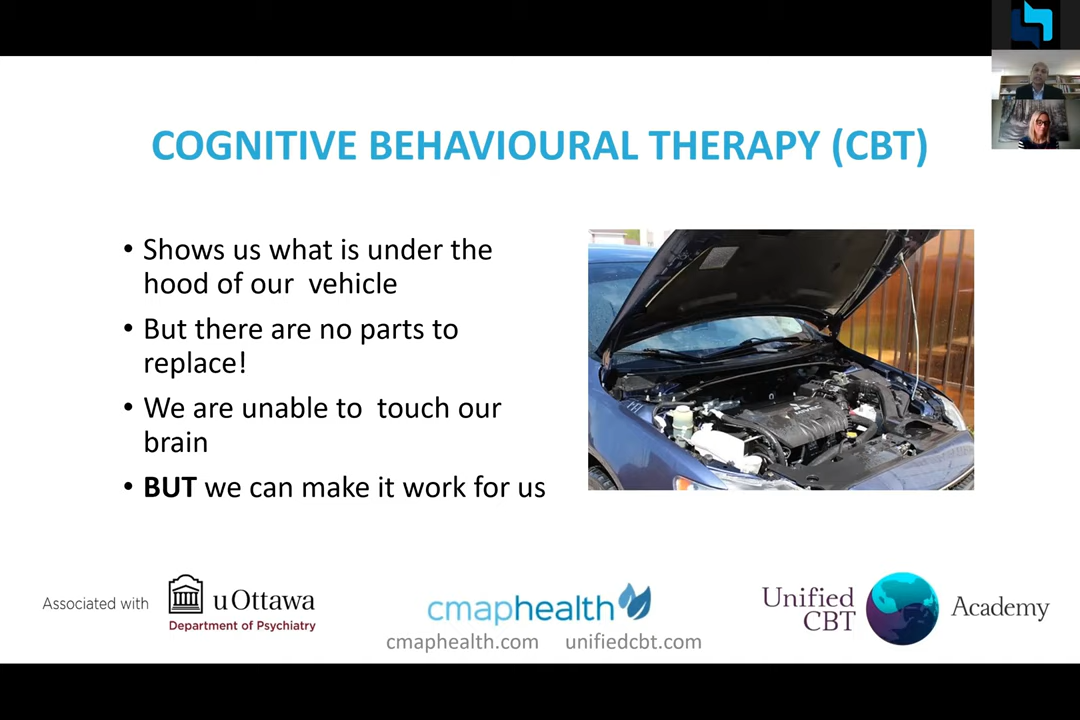 COGNITIVE BEHAVIOURAL THERAPY (CBT)
• Shows us what is under the
hood of our  vehicle
• But there are no parts to
replace!
• We are unable to  touch our
brain
• BUT we can make it work for us
Associated with
uOttawa
Department of Psychiatry
cmaphealth
cmaphealth.com
unifiedcbt.com
Unified
CBT
Academy